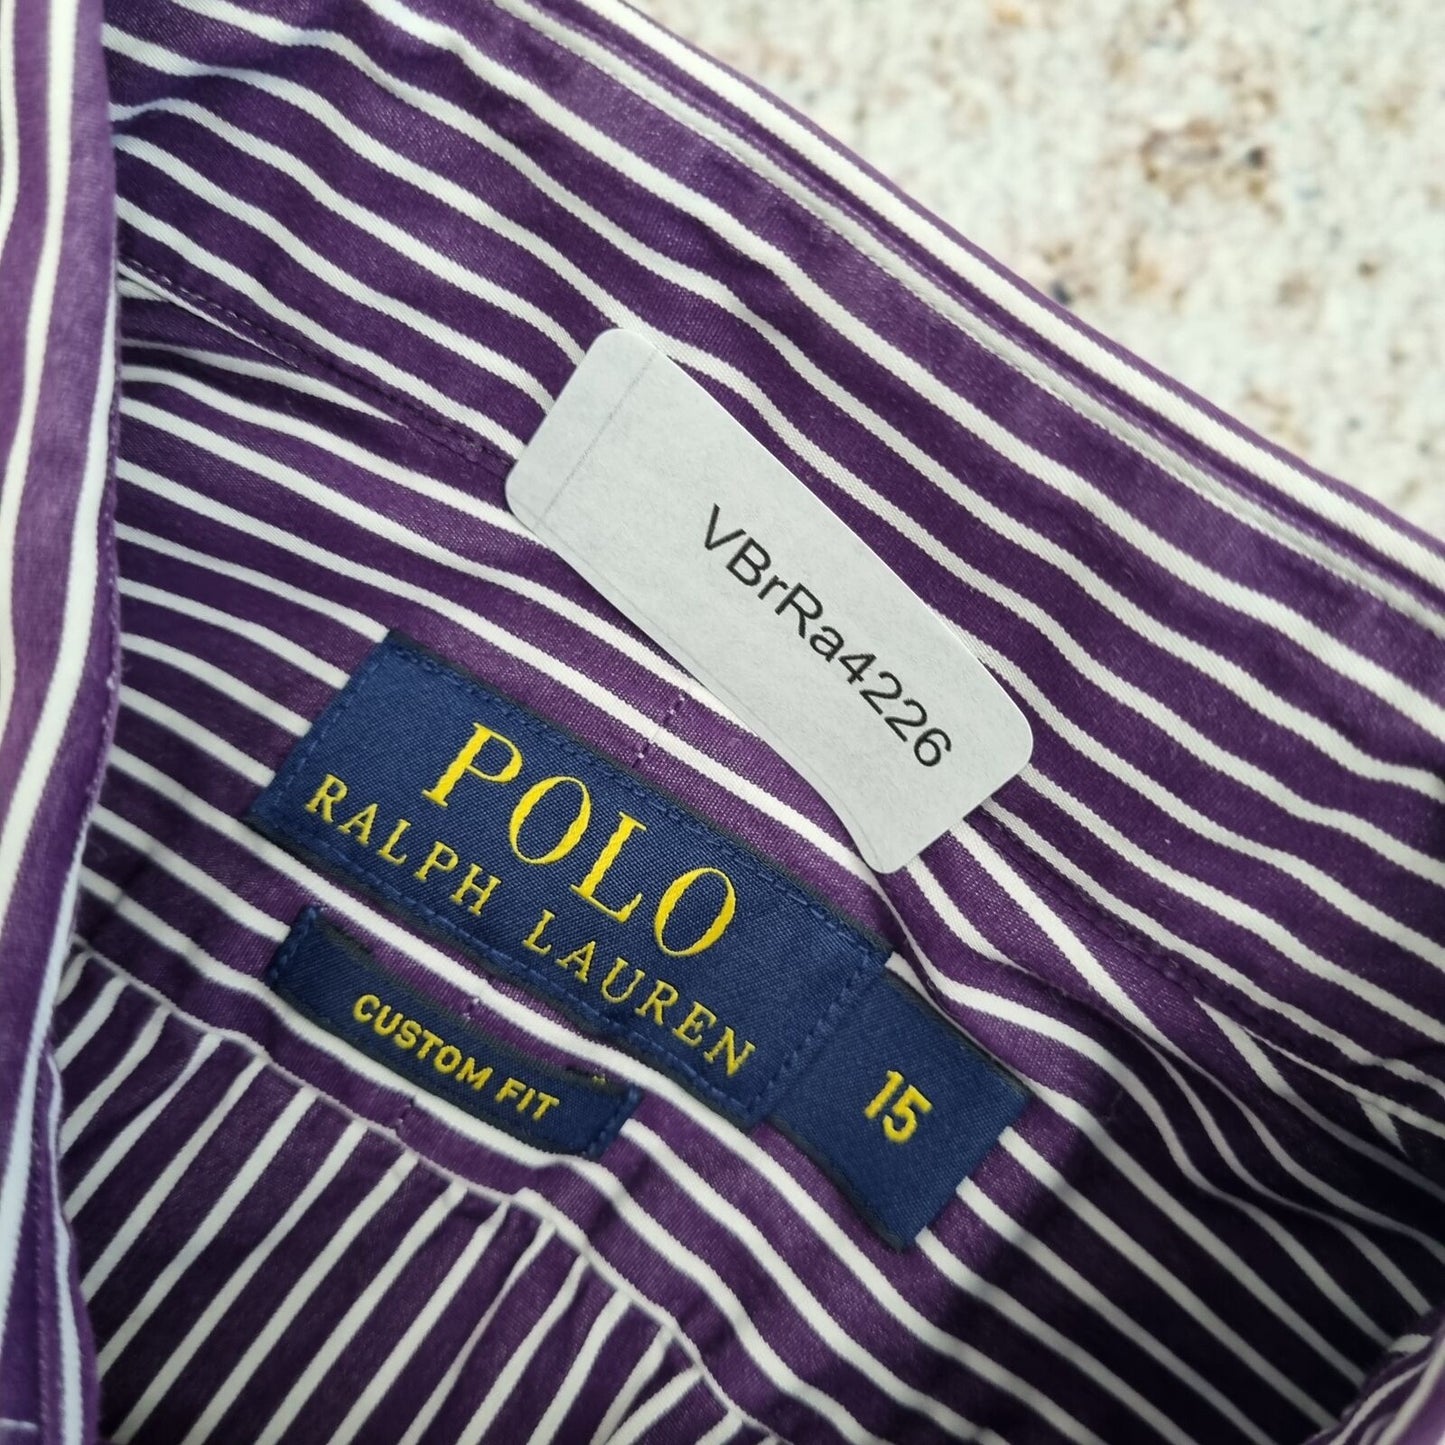 VBrRa4226
POLO
RALPH LAUREN
15
CUSTOM FIT